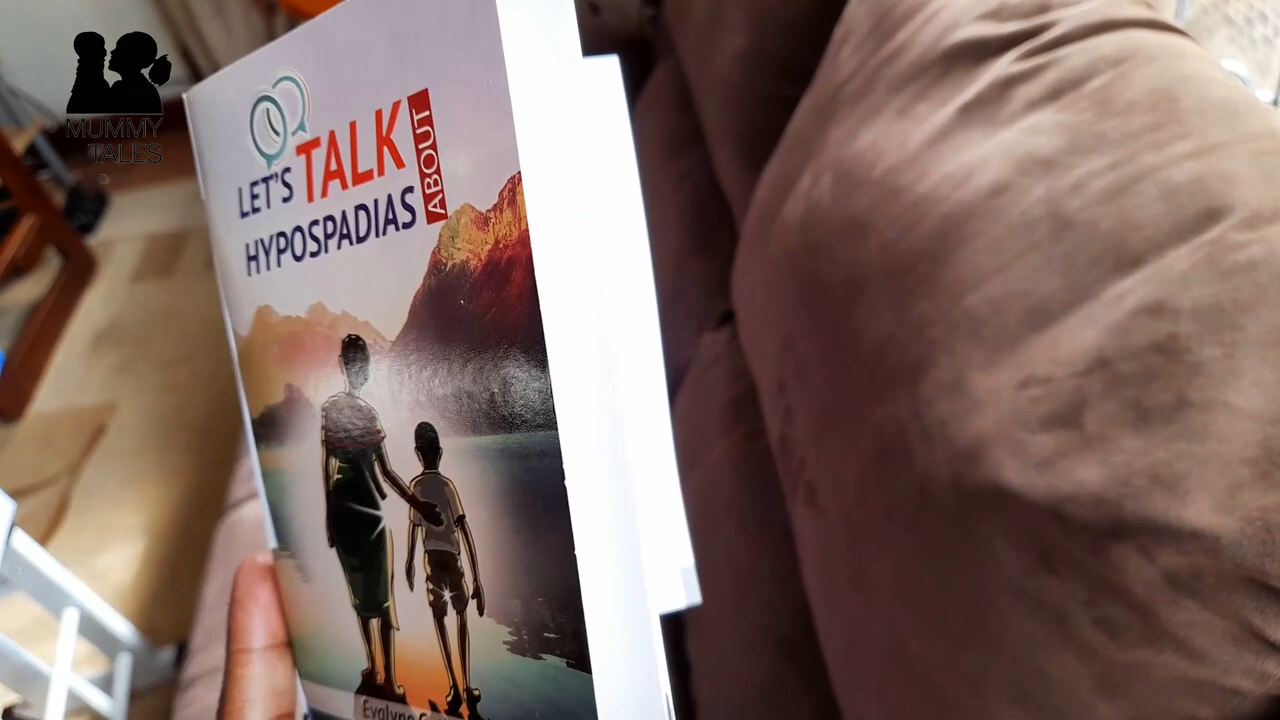 MUMMY
TALES
LET'S TALK ABOUT
HYPOSPADIAS
Evalyne